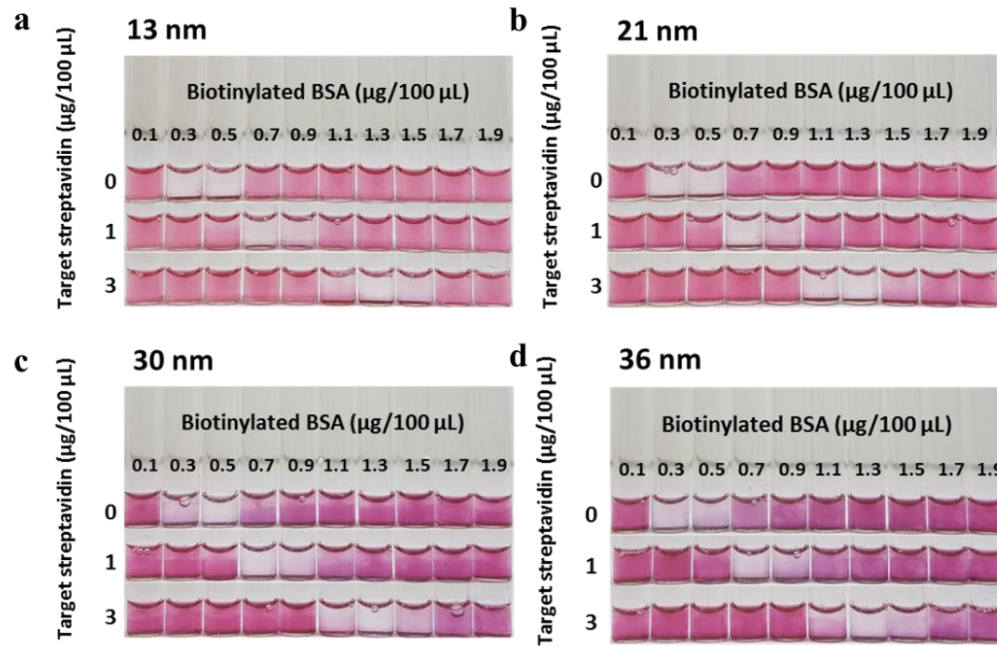 a
13 nm
Target streptavidin (µg/100 µL)
Biotinylated BSA (µg/100 µL)
0.1 0.3 0.5 0.7 0.9 1.1 1.3 1.5 1.7 1.9
0
1
3
b
21 nm
Target streptavidin (µg/100 µL)
Biotinylated BSA (µg/100 µL)
0.1 0.3 0.5 0.7 0.9 1.1 1.3 1.5 1.7 1.9
0
1
3
c
30 nm
Target streptavidin (µg/100 µL)
Biotinylated BSA (µg/100 µL)
0.1 0.3 0.5 0.7 0.9 1.1 1.3 1.5 1.7 1.9
0
1
3
d
36 nm
Target streptavidin (µg/100 µL)
Biotinylated BSA (µg/100 µL)
0.1 0.3 0.5 0.7 0.9 1.1 1.3 1.5 1.7 1.9
0
1
3